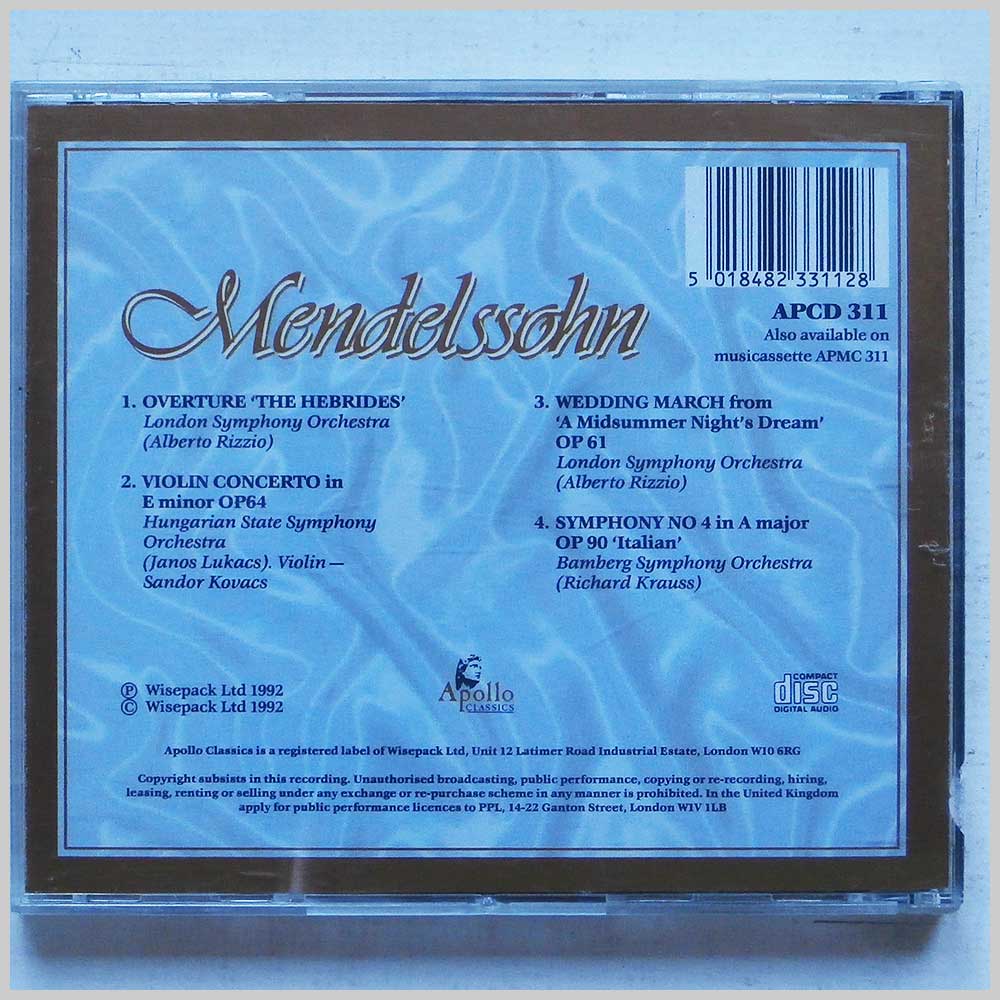 5 018482 331128
APCD 311
Also available on
musicassette APMC 311
Mendelssohn
1. OVERTURE ‘THE HEBRIDES’
London Symphony Orchestra
(Alberto Rizzio)
2. VIOLIN CONCERTO in
E minor OP64
Hungarian State Symphony
Orchestra
(Janos Lukacs). Violin —
Sandor Kovacs
3. WEDDING MARCH from
‘A Midsummer Night's Dream’
OP 61
London Symphony Orchestra
(Alberto Rizzio)
4. SYMPHONY NO 4 in A major
OP 90 ‘Italian’
Bamberg Symphony Orchestra
(Richard Krauss)
Ⓟ Wisepack Ltd 1992
© Wisepack Ltd 1992
Apollo
CLASSICS
COMPACT
disc
DIGITAL AUDIO
Apollo Classics is a registered label of Wisepack Ltd, Unit 12 Latimer Road Industrial Estate, London W10 6RG
Copyright subsists in this recording. Unauthorised broadcasting, public performance, copying or re-recording, hiring,
leasing, renting or selling under any exchange or re-purchase scheme in any manner is prohibited. In the United Kingdom
apply for public performance licences to PPL, 14-22 Ganton Street, London W1V 1LB